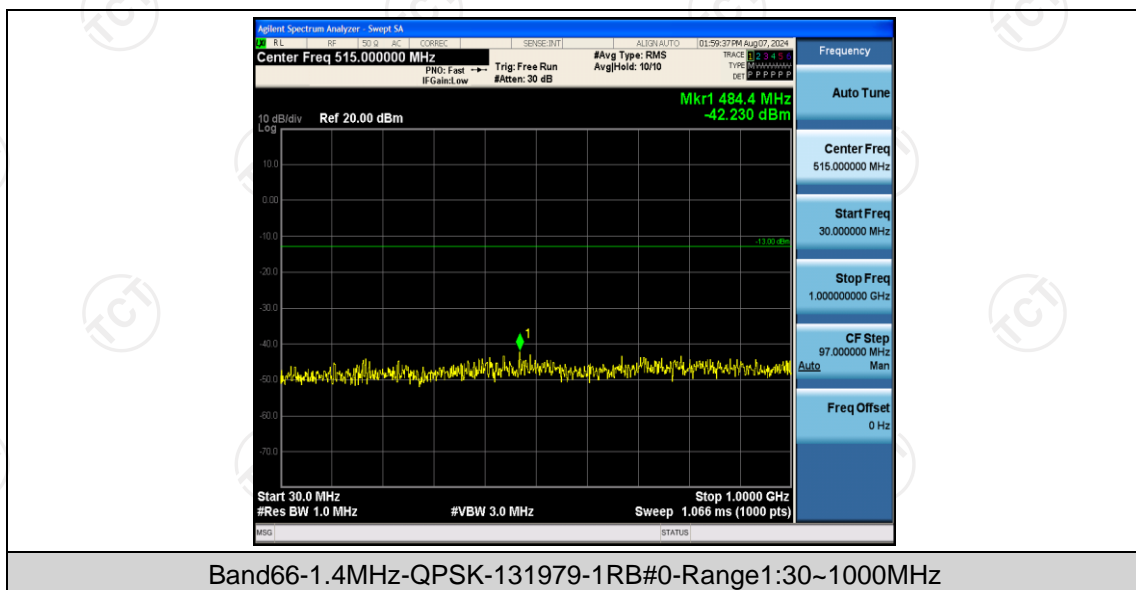 Agilent Spectrum Analyzer - Swept SA
RL RF 50 Ω AC CORREC SENSE:INT ALIGN AUTO 01:59:37 PM Aug 07, 2024
Center Freq 515.000000 MHz
PNO: Fast
IFGain:Low
Trig: Free Run
#Atten: 30 dB
#Avg Type: RMS
Avg|Hold: 10/10
TRACE 1 2 3 4 5 6
TYPE M
DET P P P P P P
Mkr1 484.4 MHz
-42.230 dBm
10 dB/div Ref 20.00 dBm
Log
10.0
0.00
-10.0
-13.00 dBm
-20.0
-30.0
-40.0
1
-50.0
-60.0
-70.0
Start 30.0 MHz Stop 1.0000 GHz
#Res BW 1.0 MHz #VBW 3.0 MHz Sweep 1.066 ms (1000 pts)
MSG STATUS
Frequency
Auto Tune
Center Freq
515.000000 MHz
Start Freq
30.000000 MHz
Stop Freq
1.000000000 GHz
CF Step
97.000000 MHz
Auto Man
Freq Offset
0 Hz
TCT
TCT
Band66-1.4MHz-QPSK-131979-1RB#0-Range1:30~1000MHz